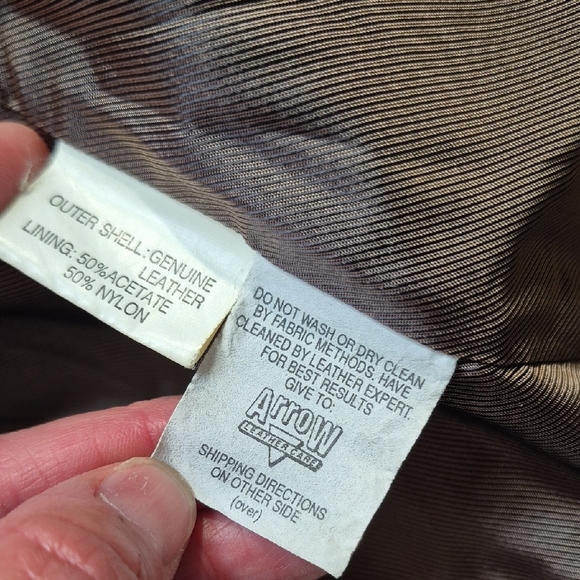 OUTER SHELL:GENUINE
LEATHER
LINING: 50%ACETATE
50% NYLON
DO NOT WASH OR DRY CLEAN
BY FABRIC METHODS. HAVE
CLEANED BY LEATHER EXPERT.
FOR BEST RESULTS
GIVE TO:
Arrow
LEATHER CARE
SHIPPING DIRECTIONS
ON OTHER SIDE
(over)